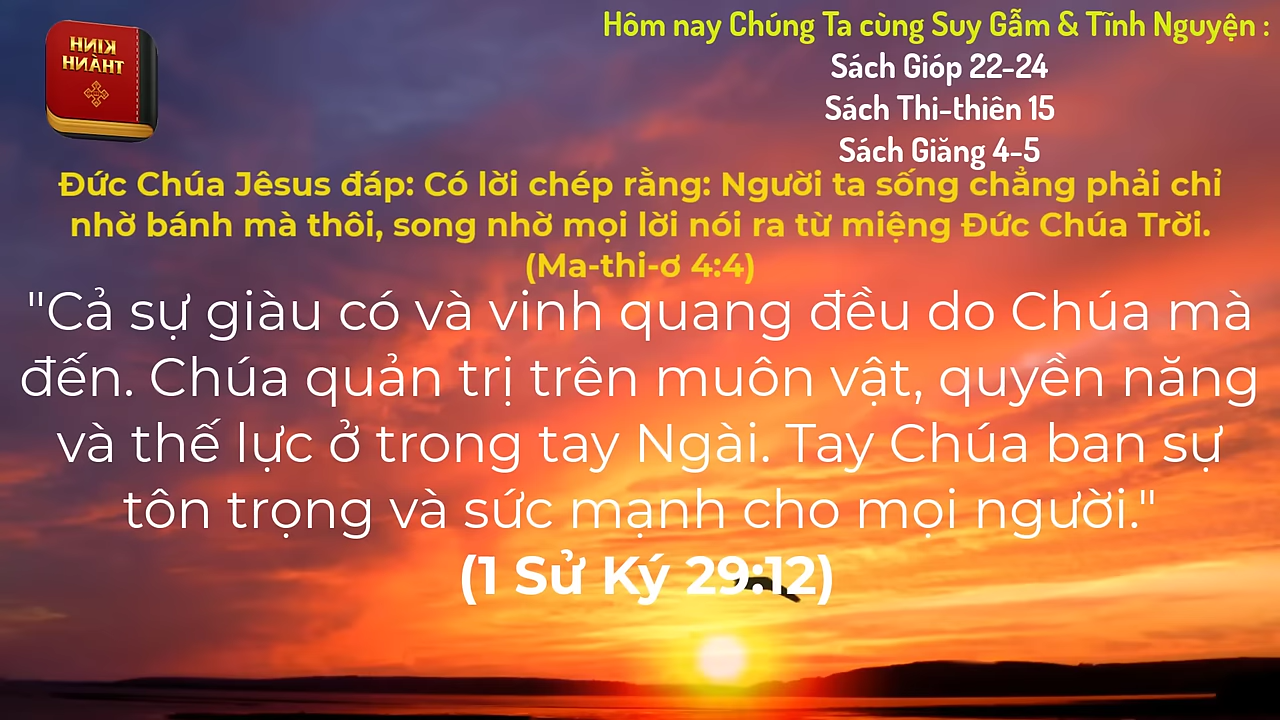 KINH
THÁNH
Hôm nay Chúng Ta cùng Suy Gẫm & Tĩnh Nguyện :
Sách Gióp 22-24
Sách Thi-thiên 15
Sách Giăng 4-5
Đức Chúa Jêsus đáp: Có lời chép rằng: Người ta sống chẳng phải chỉ
nhờ bánh mà thôi, song nhờ mọi lời nói ra từ miệng Đức Chúa Trời.
(Ma-thi-ơ 4:4)
"Cả sự giàu có và vinh quang đều do Chúa mà
đến. Chúa quản trị trên muôn vật, quyền năng
và thế lực ở trong tay Ngài. Tay Chúa ban sự
tôn trọng và sức mạnh cho mọi người."
(1 Sử Ký 29:12)